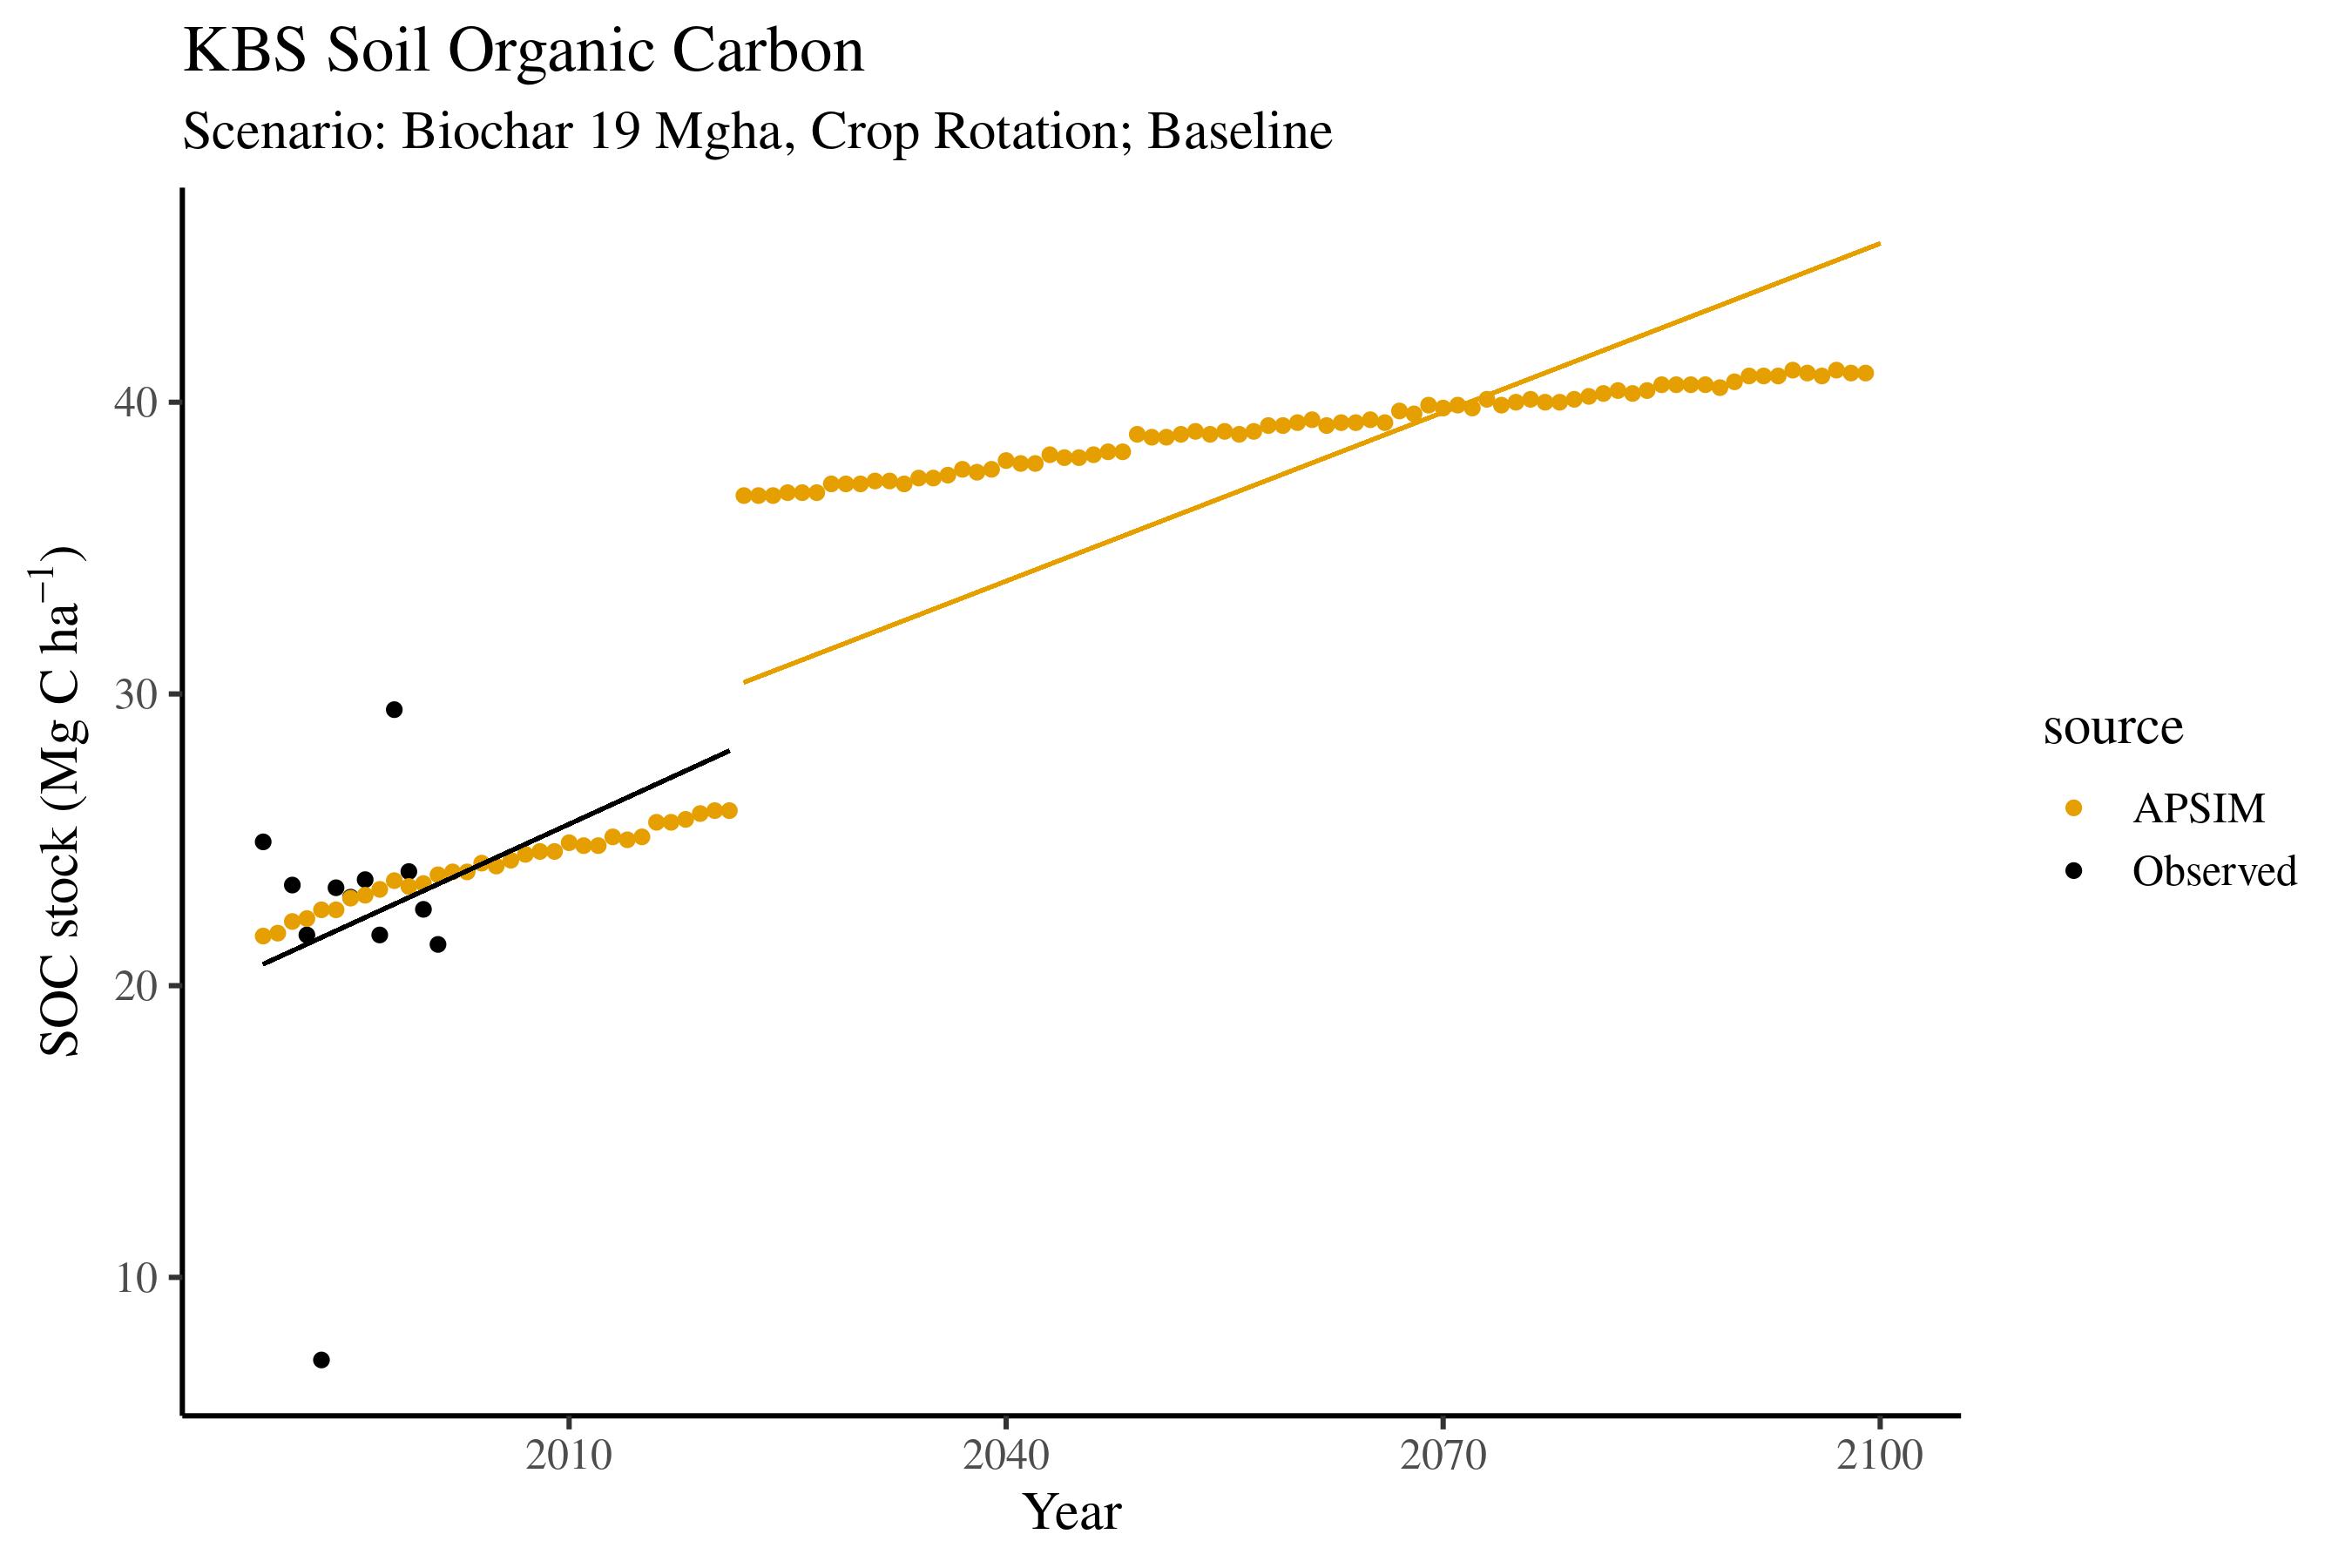 KBS Soil Organic Carbon
Scenario: Biochar 19 Mgha, Crop Rotation; Baseline
SOC stock (Mg C ha⁻¹)
40
30
20
10
2010 2040 2070 2100
Year
source
APSIM
Observed